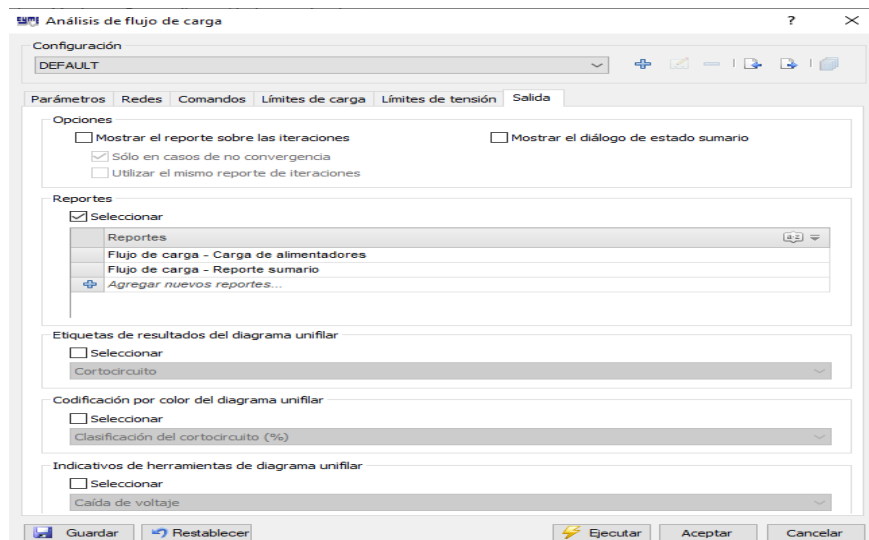 Análisis de flujo de carga ?
Configuración
DEFAULT
Parámetros Redes Comandos Límites de carga Límites de tensión Salida
Opciones
Mostrar el reporte sobre las iteraciones Mostrar el diálogo de estado sumario
Sólo en casos de no convergencia
Utilizar el mismo reporte de iteraciones
Reportes
Seleccionar
Reportes
Flujo de carga - Carga de alimentadores
Flujo de carga - Reporte sumario
Agregar nuevos reportes...
Etiquetas de resultados del diagrama unifilar
Seleccionar
Cortocircuito
Codificación por color del diagrama unifilar
Seleccionar
Clasificación del cortocircuito (%)
Indicativos de herramientas de diagrama unifilar
Seleccionar
Caída de voltaje
Guardar Restablecer Ejecutar Aceptar Cancelar